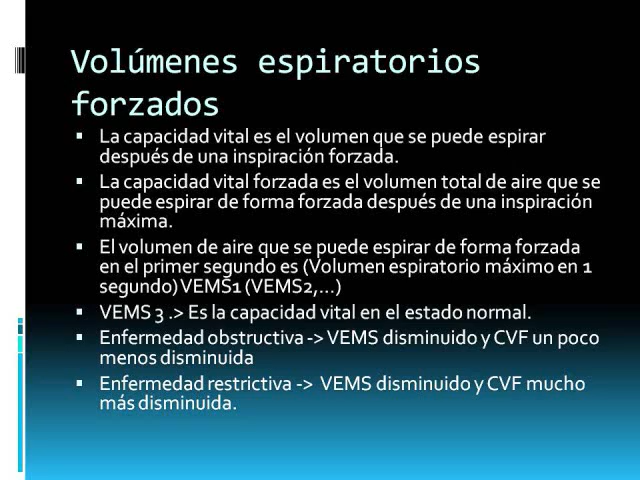 Volúmenes espiratorios
forzados
▪ La capacidad vital es el volumen que se puede espirar
después de una inspiración forzada.
▪ La capacidad vital forzada es el volumen total de aire que se
puede espirar de forma forzada después de una inspiración
máxima.
▪ El volumen de aire que se puede espirar de forma forzada
en el primer segundo es (Volumen espiratorio máximo en 1
segundo) VEMS1 (VEMS2,...)
▪ VEMS 3 .> Es la capacidad vital en el estado normal.
▪ Enfermedad obstructiva -> VEMS disminuido y CVF un poco
menos disminuida
▪ Enfermedad restrictiva -> VEMS disminuido y CVF mucho
más disminuida.